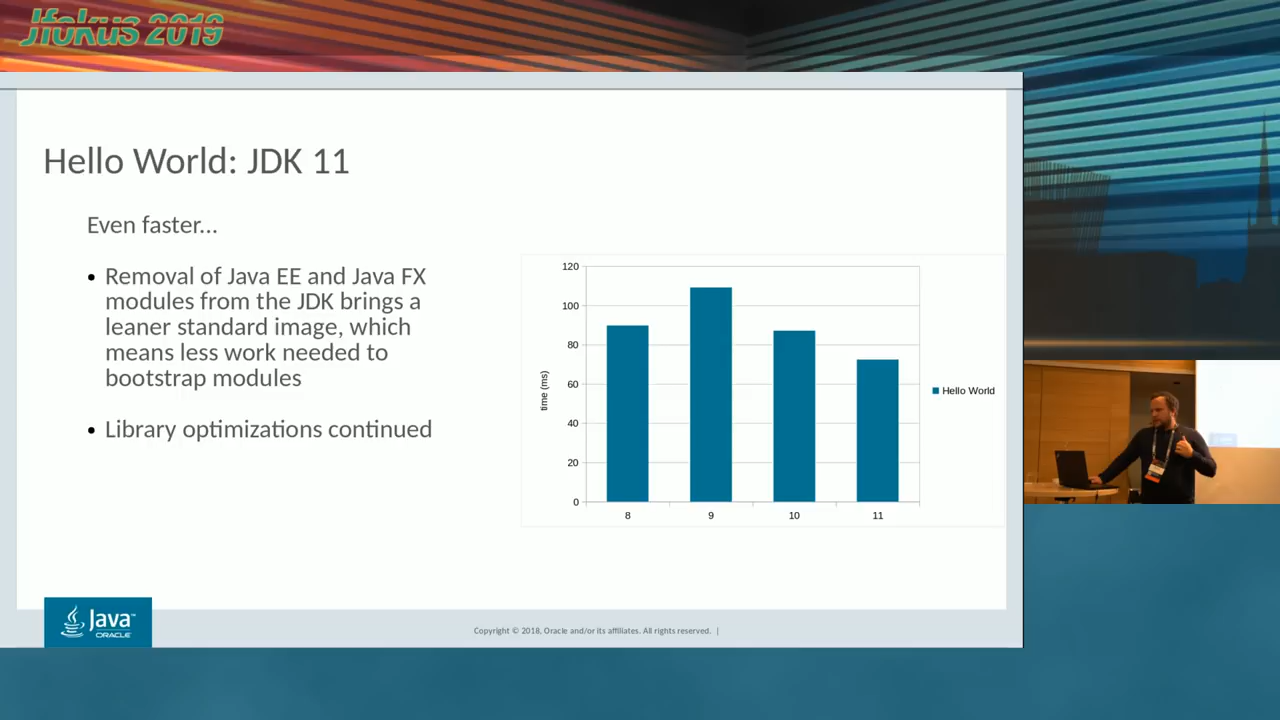 Jfokus 2019
Hello World: JDK 11
Even faster...
• Removal of Java EE and Java FX
modules from the JDK brings a
leaner standard image, which
means less work needed to
bootstrap modules
• Library optimizations continued
120
100
80
60
40
20
0
time (ms)
8 9 10 11
Hello World
Java™
ORACLE
Copyright © 2018, Oracle and/or its affiliates. All rights reserved. |